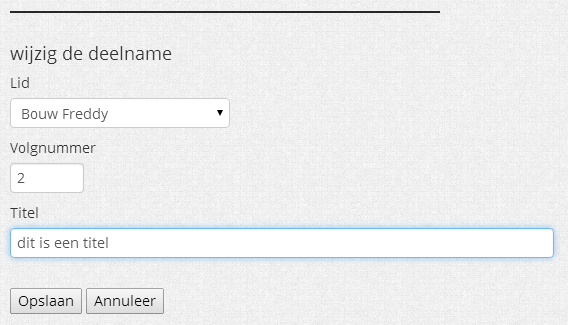 wijzig de deelname
Lid
Bouw Freddy
Volgnummer
2
Titel
dit is een titel
Opslaan Annuleer